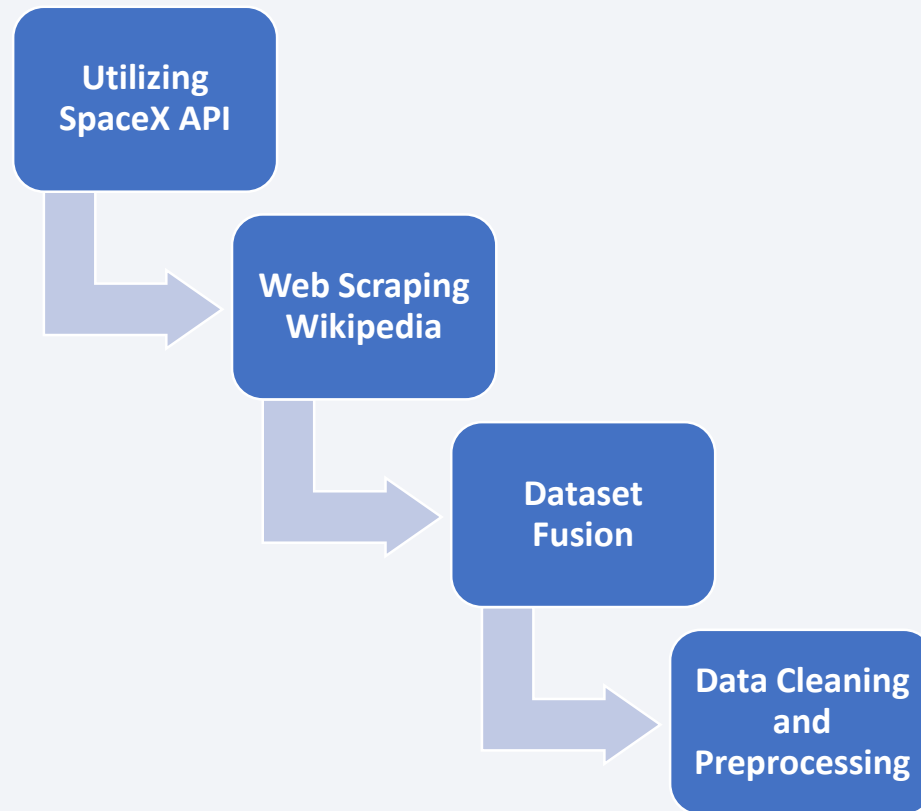 Utilizing
SpaceX API
Web Scraping
Wikipedia
Dataset
Fusion
Data Cleaning
and
Preprocessing